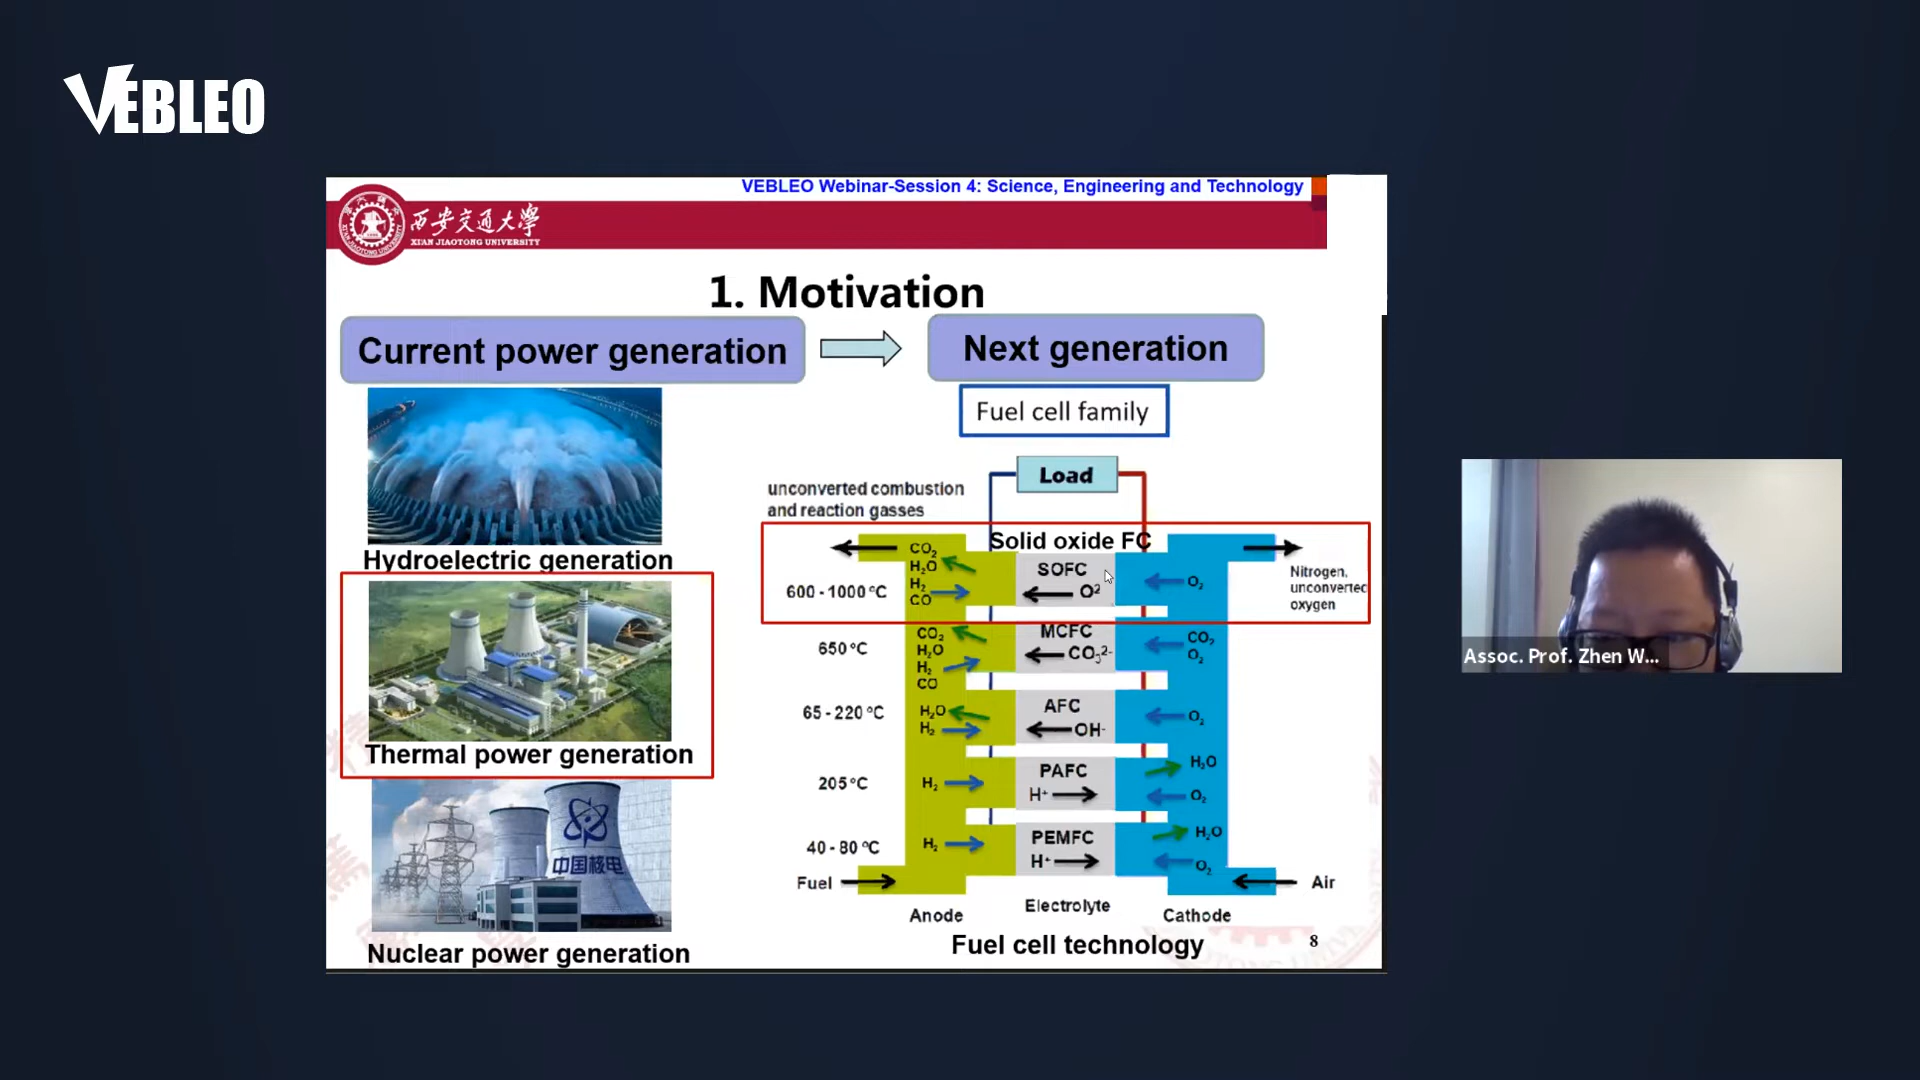 VEBLEO
VEBLEO Webinar-Session 4: Science, Engineering and Technology
西安交通大学
XI'AN JIAOTONG UNIVERSITY
1. Motivation
Current power generation
Next generation
Fuel cell family
Hydroelectric generation
Thermal power generation
中国核电
Nuclear power generation
Load
unconverted combustion
and reaction gasses
Solid oxide FC
CO₂
H₂O
H₂
CO
600 - 1000 °C
SOFC
O²
O₂
Nitrogen,
unconverted
oxygen
650 °C
CO₂
H₂O
H₂
CO
MCFC
CO₃²-
CO₂
O₂
65 - 220 °C
H₂O
H₂
AFC
OH-
O₂
205 °C
H₂
PAFC
H+
H₂O
O₂
40 - 80 °C
H₂
PEMFC
H+
H₂O
O₂
Fuel
Air
Anode
Electrolyte
Cathode
Fuel cell technology
8
Assoc. Prof. Zhen W...